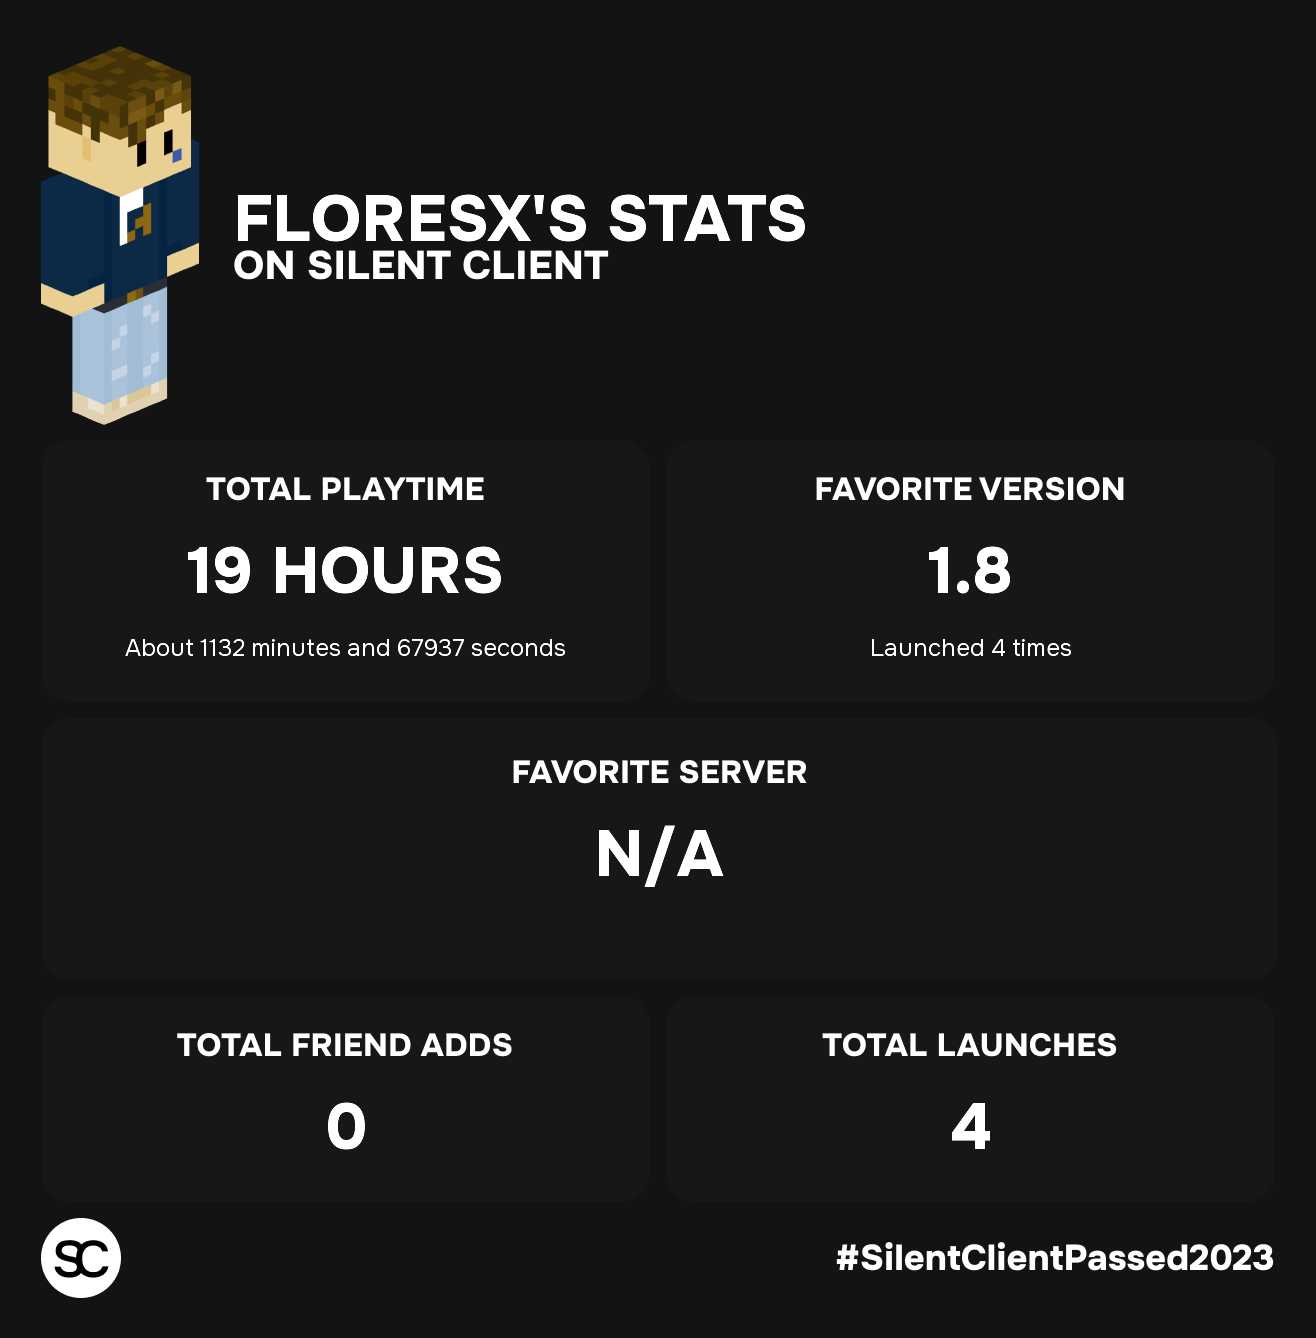 FLORESX'S STATS
ON SILENT CLIENT
TOTAL PLAYTIME
19 HOURS
About 1132 minutes and 67937 seconds
FAVORITE VERSION
1.8
Launched 4 times
FAVORITE SERVER
N/A
TOTAL FRIEND ADDS
0
TOTAL LAUNCHES
4
SC
#SilentClientPassed2023